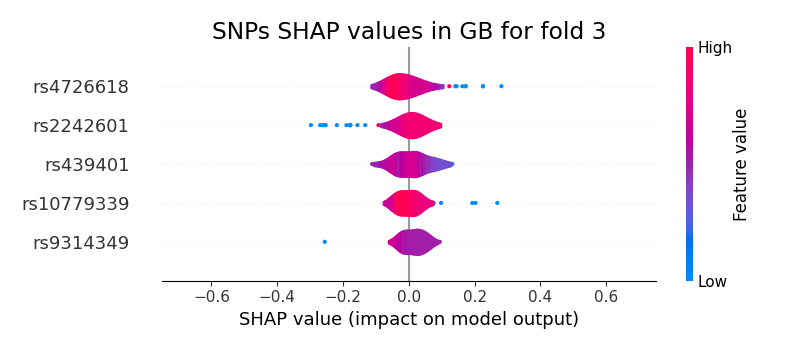 SNPs SHAP values in GB for fold 3
High
rs4726618
rs2242601
rs439401
rs10779339
rs9314349
Feature value
Low
−0.6 −0.4 −0.2 0.0 0.2 0.4 0.6
SHAP value (impact on model output)